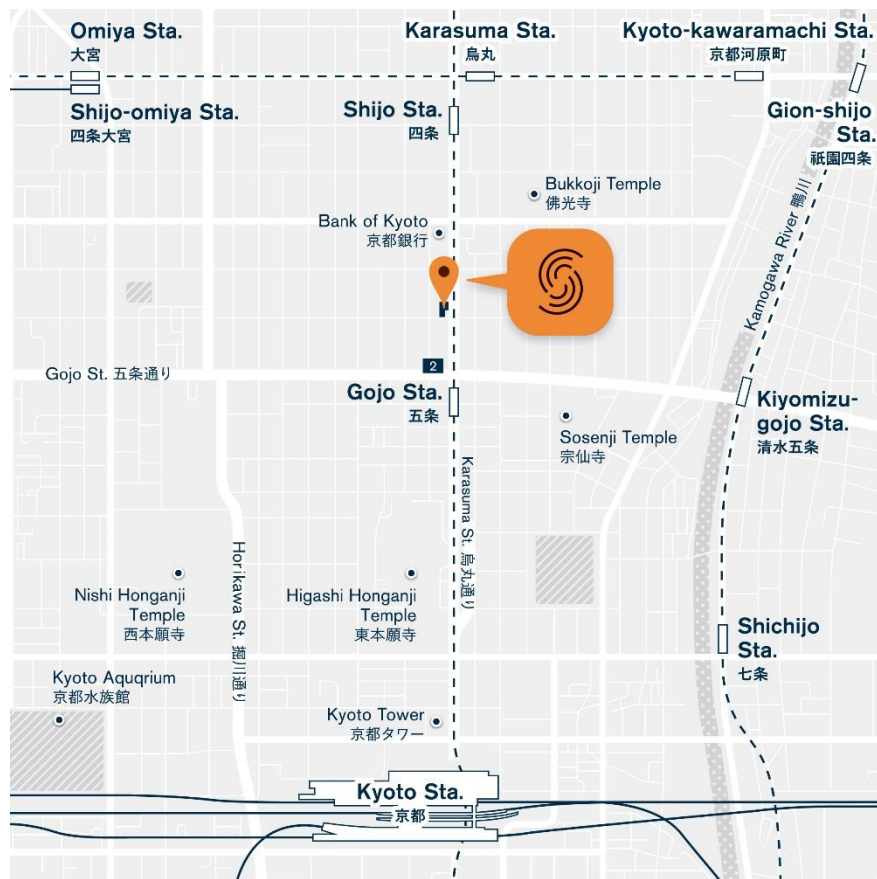 Omiya Sta.
大宮
Karasuma Sta.
烏丸
Kyoto-kawaramachi Sta.
京都河原町
Shijo-omiya Sta.
四条大宮
Shijo Sta.
四条
Gion-shijo
Sta.
祇園四条
Bukkoji Temple
佛光寺
Bank of Kyoto
京都銀行
Kamogawa River 鴨川
2
Gojo St. 五条通り
Gojo Sta.
五条
Kiyomizu-
gojo Sta.
清水五条
Sosenji Temple
宗仙寺
Karasuma St. 烏丸通り
Horikawa St. 堀川通り
Nishi Honganji
Temple
西本願寺
Higashi Honganji
Temple
東本願寺
Shichijo
Sta.
七条
Kyoto Aquqrium
京都水族館
Kyoto Tower
京都タワー
Kyoto Sta.
京都